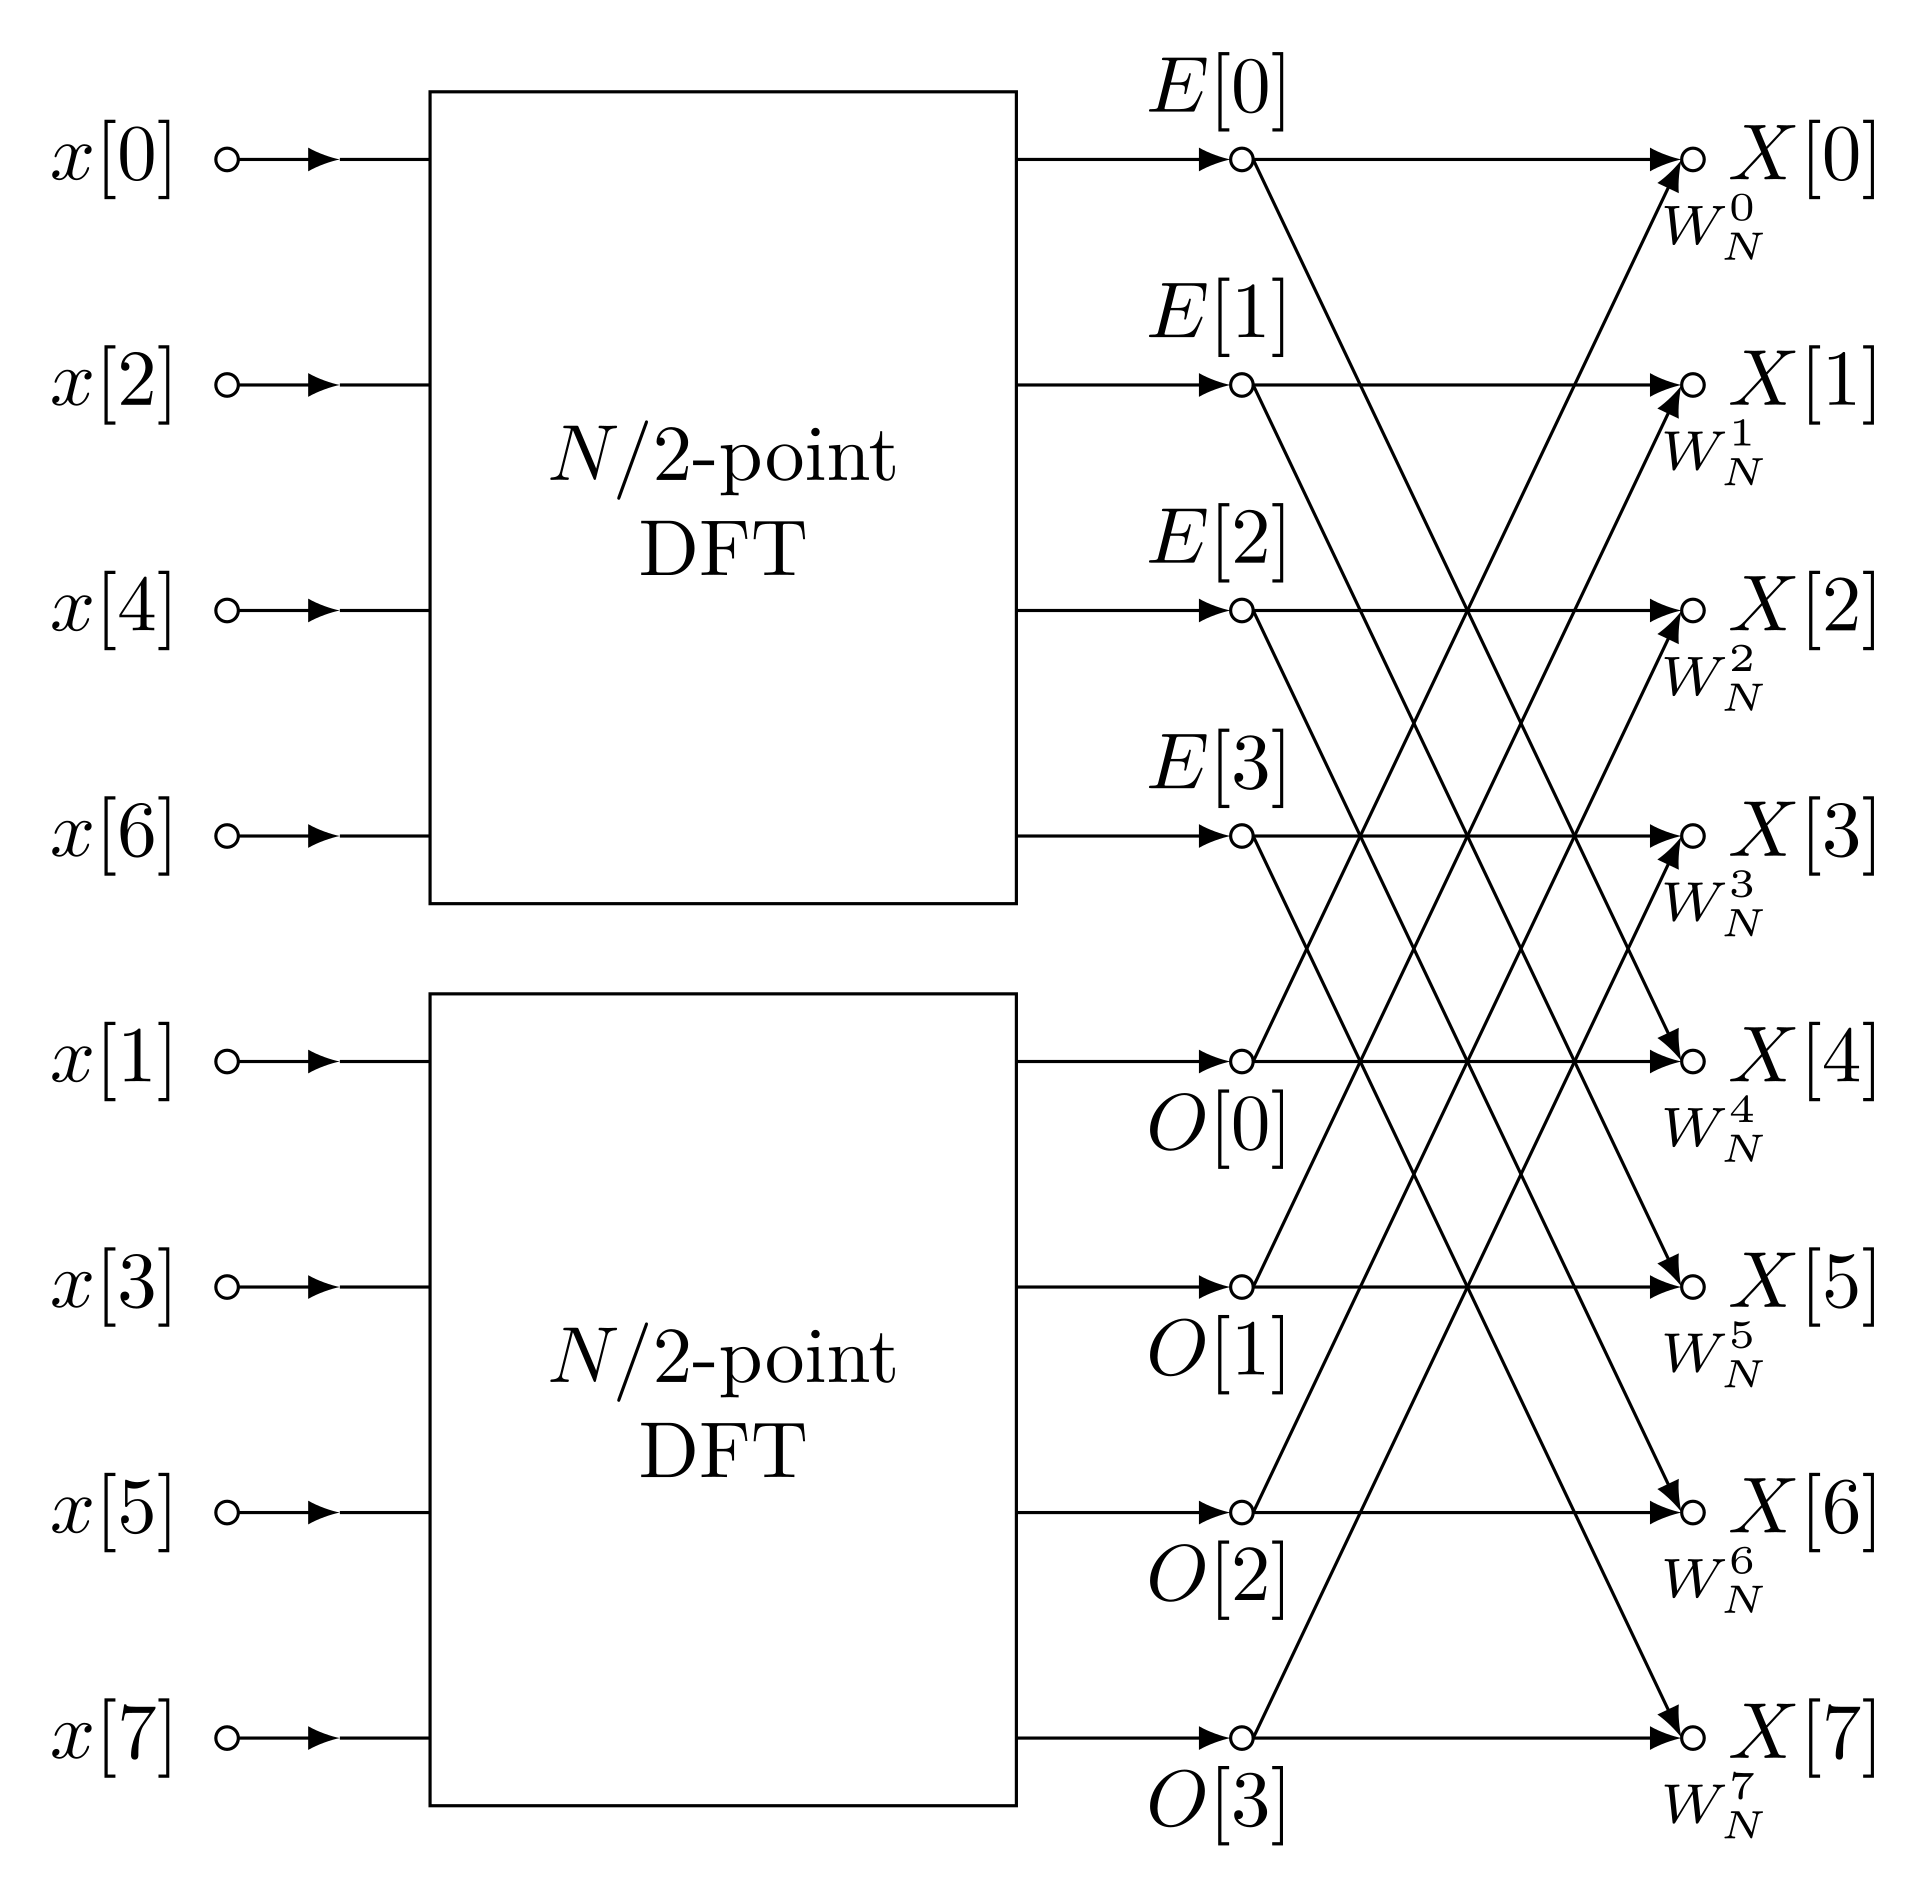 x[0]
x[2]
x[4]
x[6]
x[1]
x[3]
x[5]
x[7]
N/2-point
DFT
N/2-point
DFT
E[0]
E[1]
E[2]
E[3]
O[0]
O[1]
O[2]
O[3]
X[0]
W_N^0
X[1]
W_N^1
X[2]
W_N^2
X[3]
W_N^3
X[4]
W_N^4
X[5]
W_N^5
X[6]
W_N^6
X[7]
W_N^7